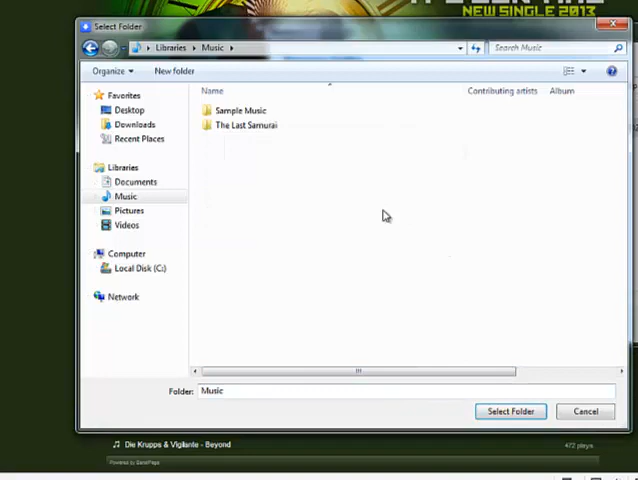 NEW SINGLE 2013
Select Folder
Libraries
Music
Search Music
Organize
New folder
Name
Contributing artists
Album
Favorites
Desktop
Downloads
Recent Places
Libraries
Documents
Music
Pictures
Videos
Computer
Local Disk (C:)
Network
Sample Music
The Last Samurai
Folder:
Music
Select Folder
Cancel
Die Krupps & Vigilante - Beyond
472 plays